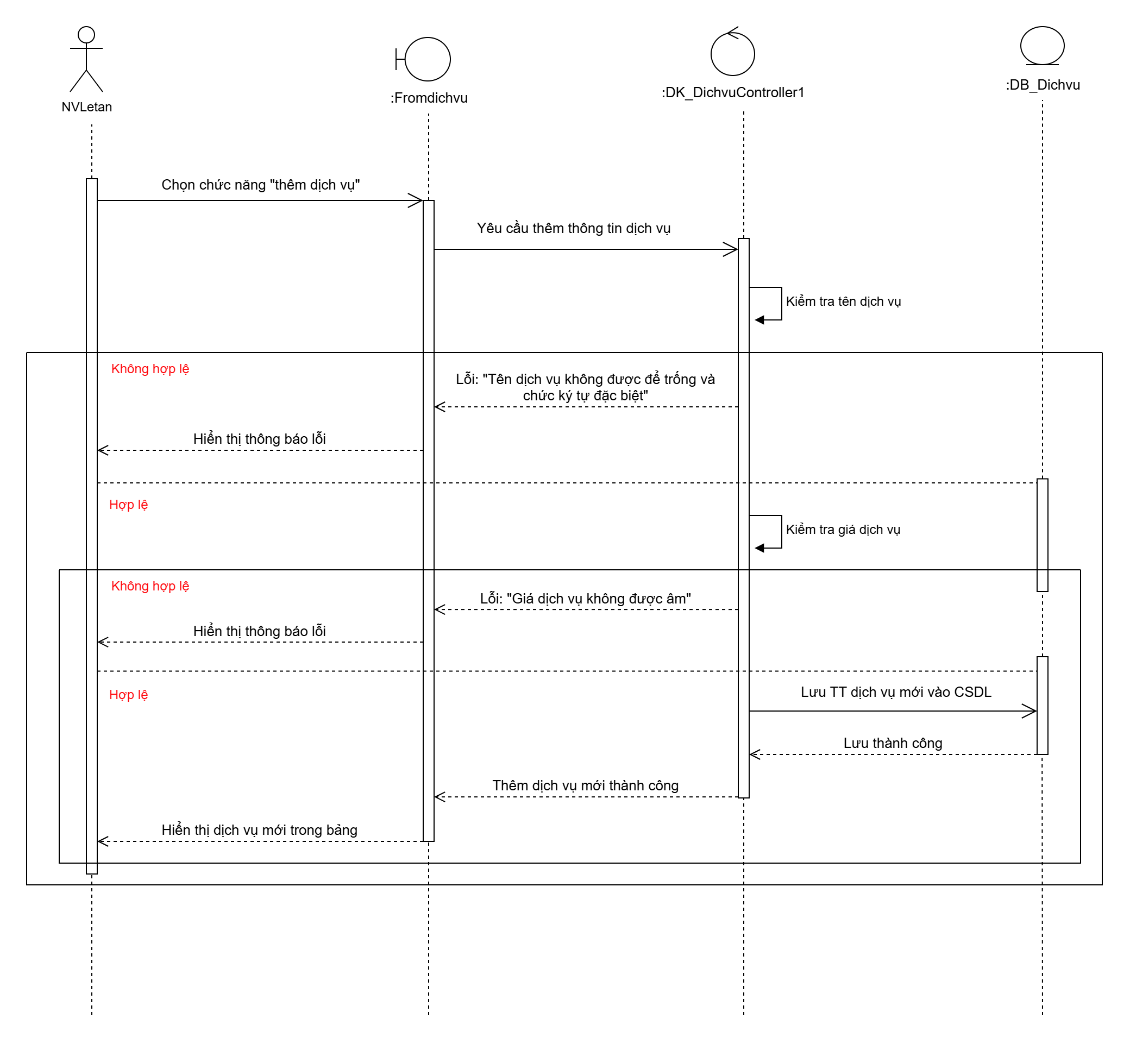 NVLetan
:Fromdichvu
:DK_DichvuController1
:DB_Dichvu
Chọn chức năng "thêm dịch vụ"
Yêu cầu thêm thông tin dịch vụ
Kiểm tra tên dịch vụ
Không hợp lệ
Lỗi: "Tên dịch vụ không được để trống và
chức ký tự đặc biệt"
Hiển thị thông báo lỗi
Hợp lệ
Kiểm tra giá dịch vụ
Không hợp lệ
Lỗi: "Giá dịch vụ không được âm"
Hiển thị thông báo lỗi
Hợp lệ
Lưu TT dịch vụ mới vào CSDL
Lưu thành công
Thêm dịch vụ mới thành công
Hiển thị dịch vụ mới trong bảng